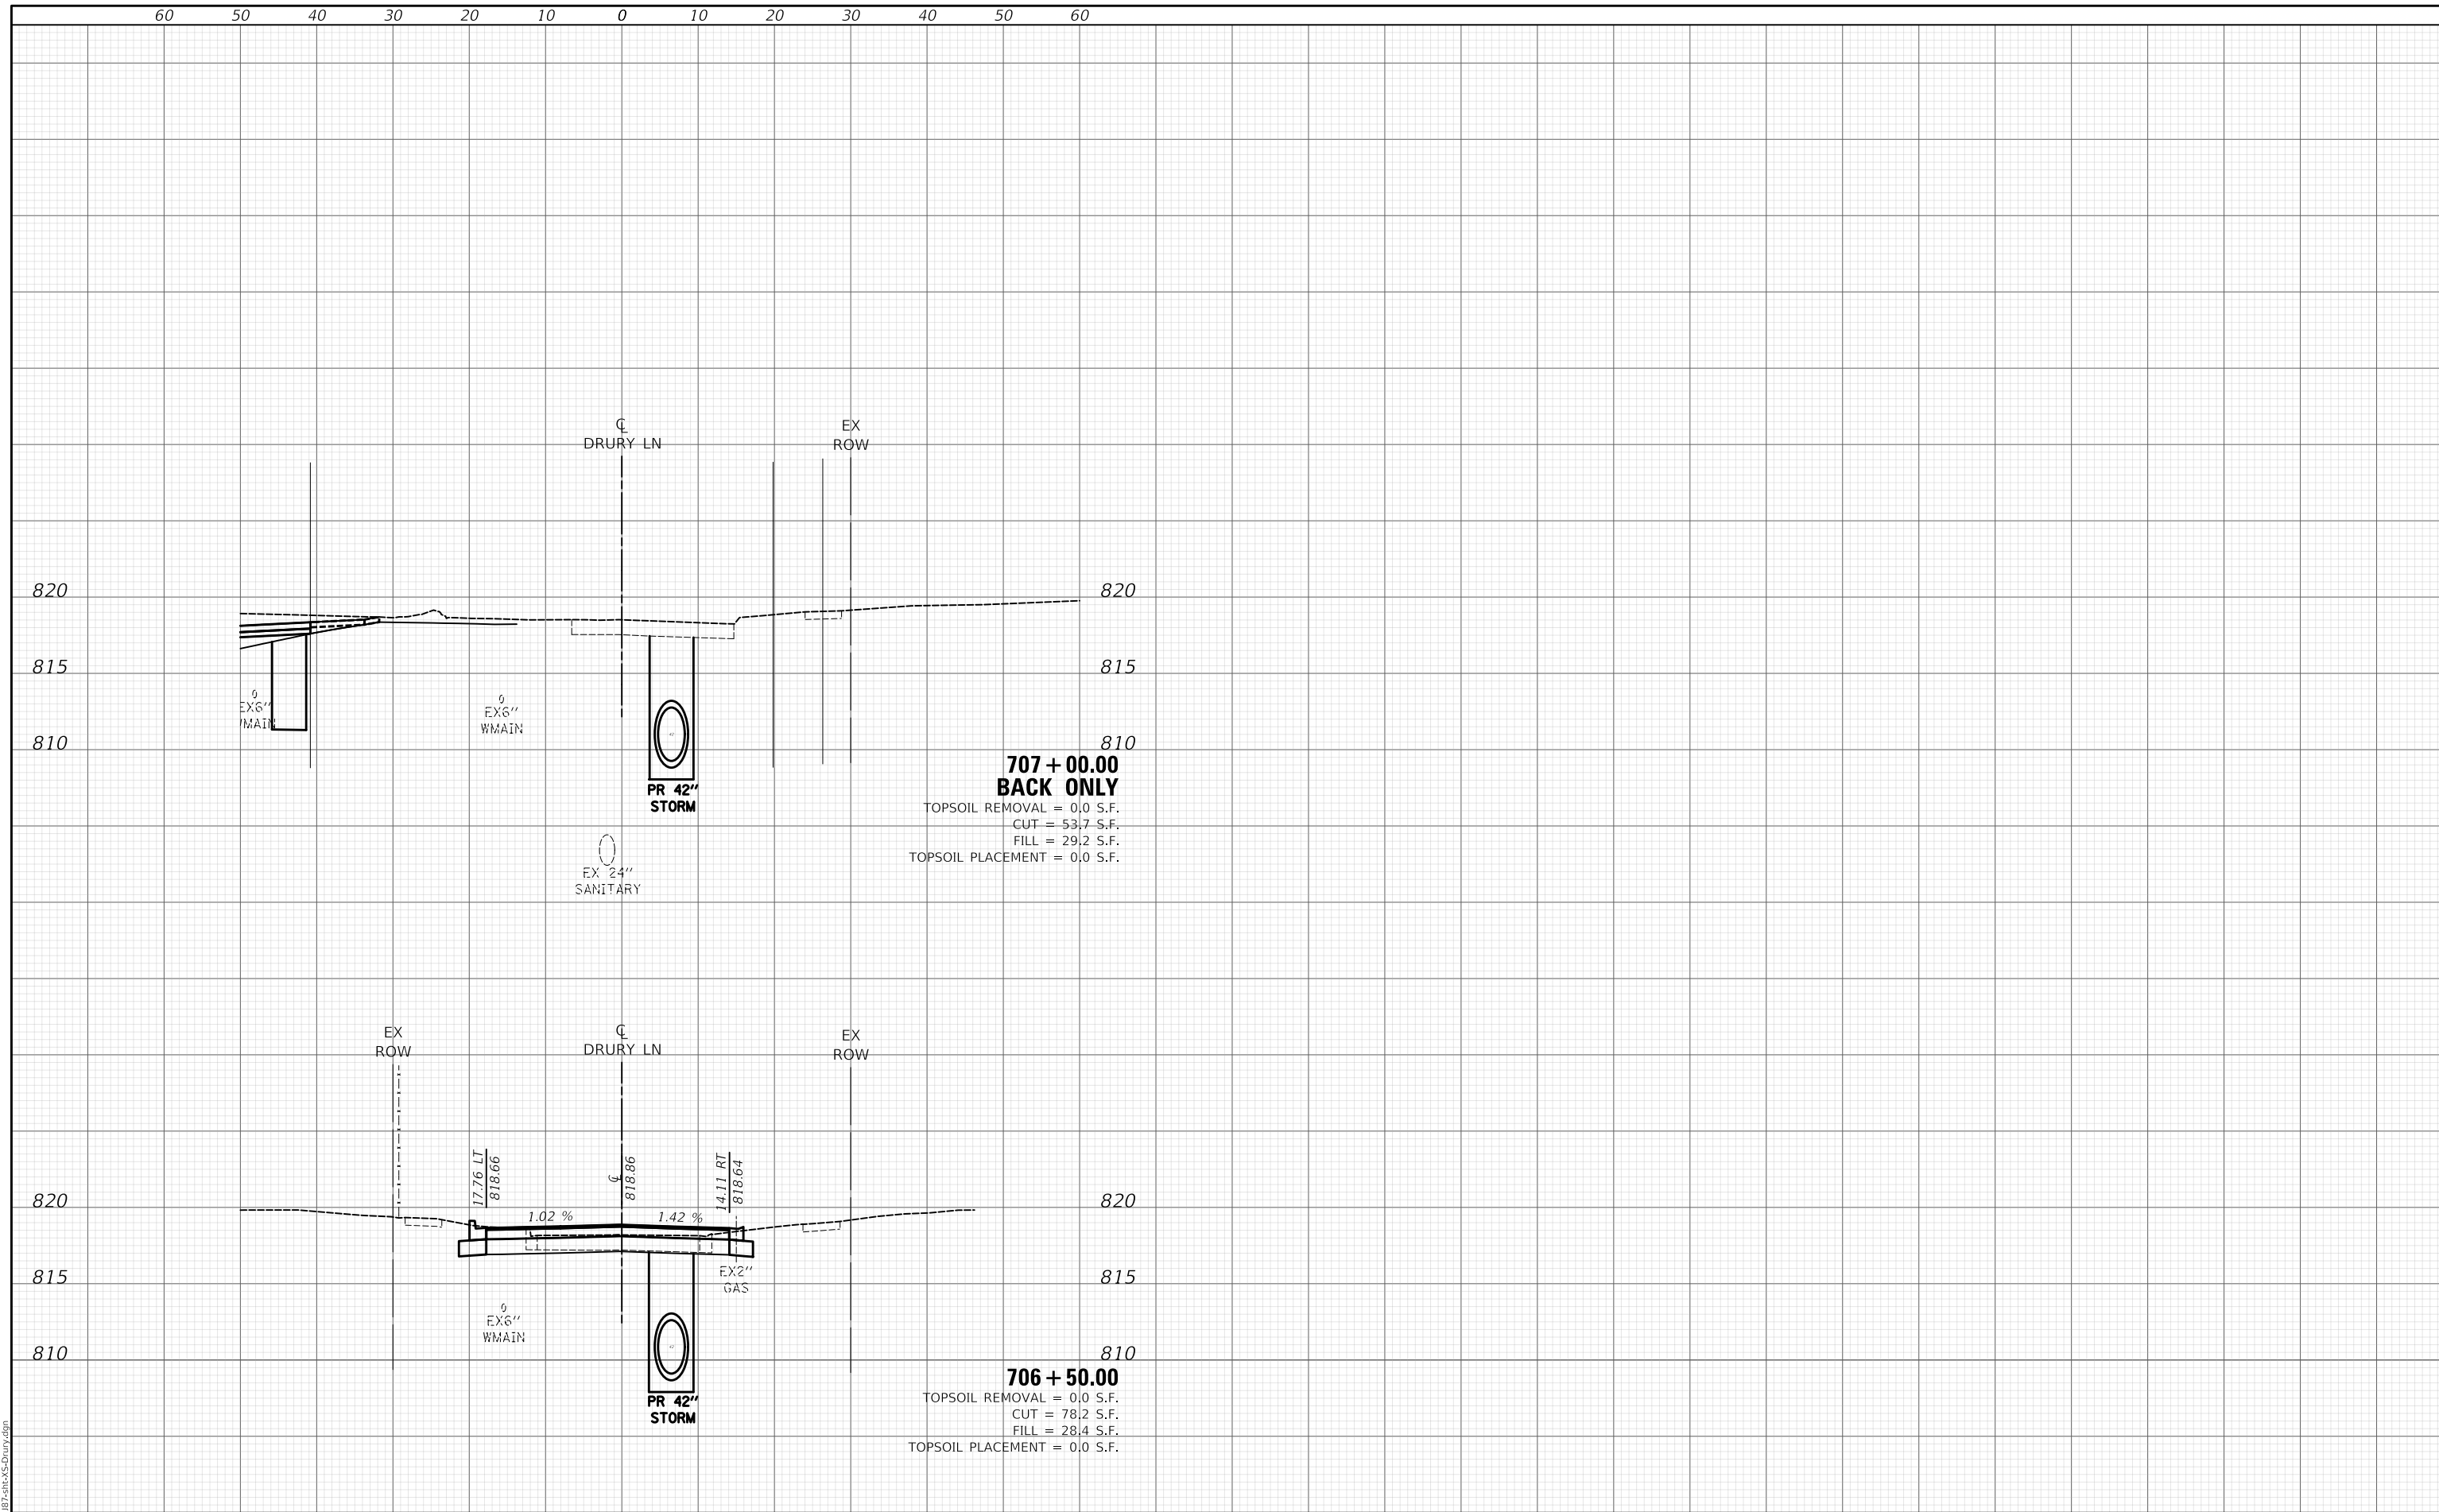 60 50 40 30 20 10 0 10 20 30 40 50 60
℄
DRURY LN
EX
ROW
820
820
815
815
EX6"
WMAIN
EX6"
WMAIN
810
810
PR 42"
STORM
707+00.00
BACK ONLY
TOPSOIL REMOVAL = 0.0 S.F.
CUT = 53.7 S.F.
FILL = 29.2 S.F.
TOPSOIL PLACEMENT = 0.0 S.F.
EX 24"
SANITARY
EX
ROW
℄
DRURY LN
EX
ROW
17.76 LT
818.66
℄
818.86
14.11 RT
818.64
820
820
1.02 %
1.42 %
815
815
EX2"
GAS
EX6"
WMAIN
810
810
PR 42"
STORM
706+50.00
TOPSOIL REMOVAL = 0.0 S.F.
CUT = 78.2 S.F.
FILL = 28.4 S.F.
TOPSOIL PLACEMENT = 0.0 S.F.
J87-sht-XS-Drury.dgn